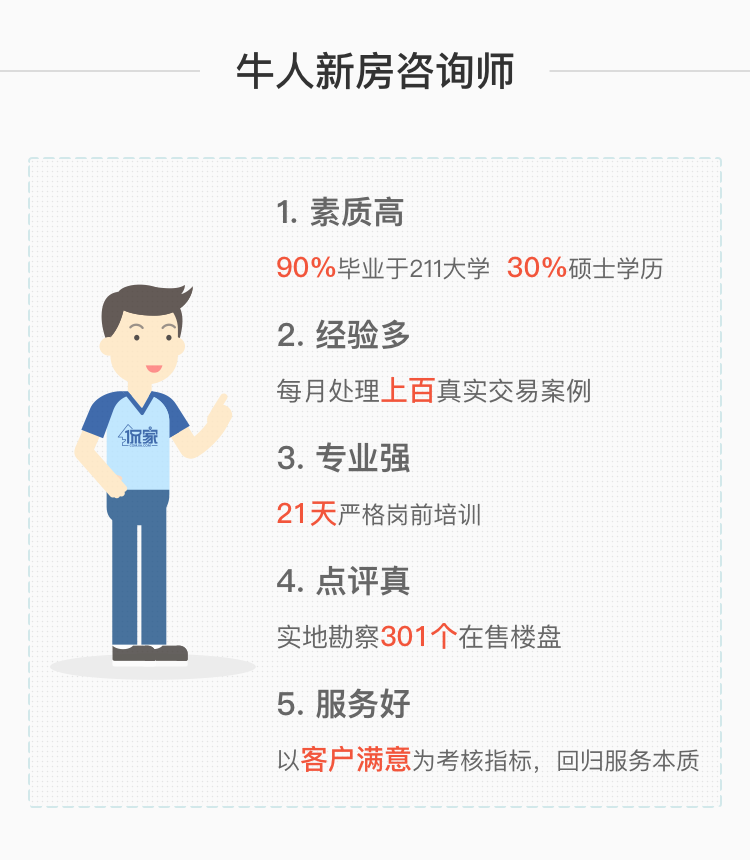 牛人新房咨询师
1. 素质高
90%毕业于211大学 30%硕士学历
2. 经验多
每月处理上百真实交易案例
3. 专业强
21天严格岗前培训
4. 点评真
实地勘察301个在售楼盘
5. 服务好
以客户满意为考核指标，回归服务本质